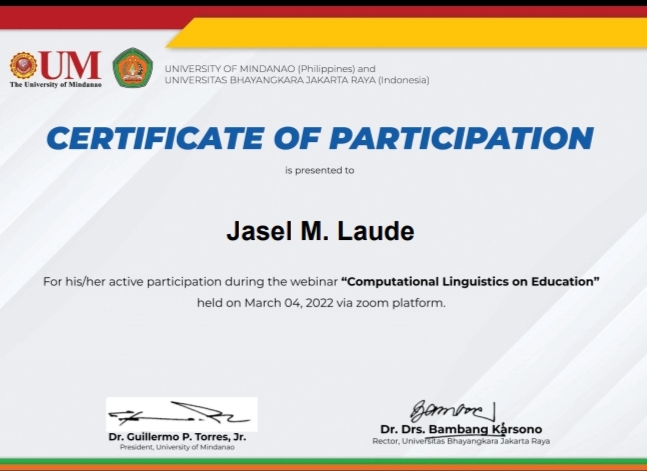 UM
The University of Mindanao
UNIVERSITY OF MINDANAO (Philippines) and
UNIVERSITAS BHAYANGKARA JAKARTA RAYA (Indonesia)
CERTIFICATE OF PARTICIPATION
is presented to
Jasel M. Laude
For his/her active participation during the webinar “Computational Linguistics on Education”
held on March 04, 2022 via zoom platform.
Dr. Guillermo P. Torres, Jr.
President, University of Mindanao
Dr. Drs. Bambang Karsono
Rector, Universitas Bhayangkara Jakarta Raya